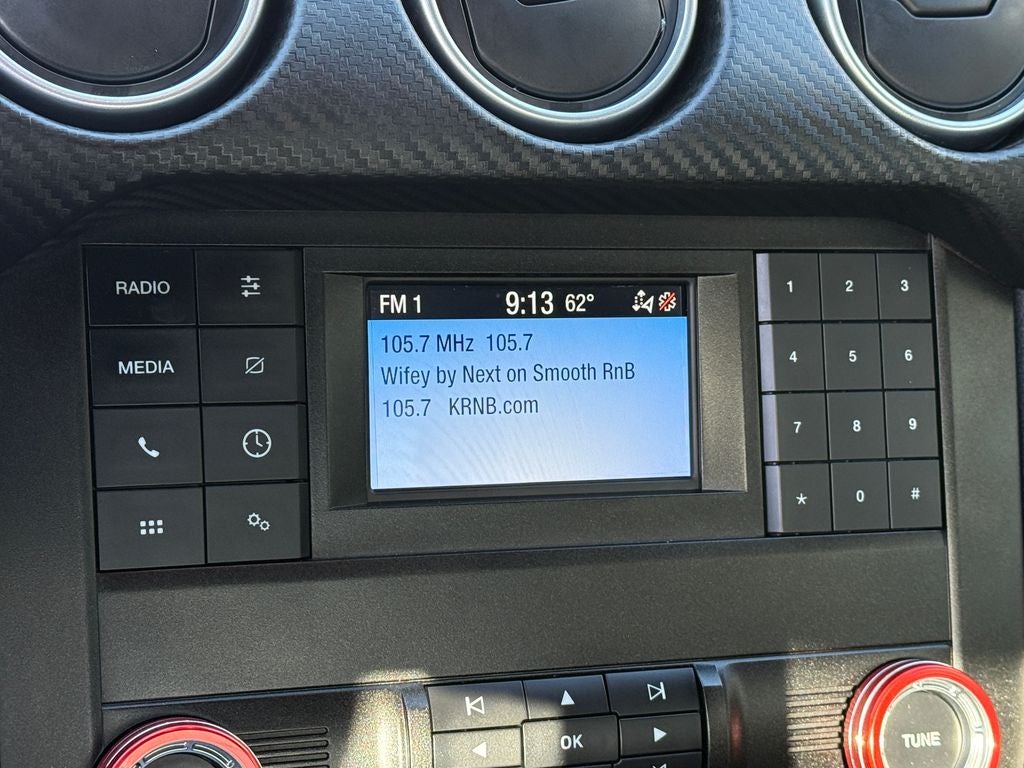 RADIO
MEDIA
FM 1 9:13 62°
105.7 MHz 105.7
Wifey by Next on Smooth RnB
105.7 KRNB.com
1 2 3
4 5 6
7 8 9
* 0 #
OK
TUNE